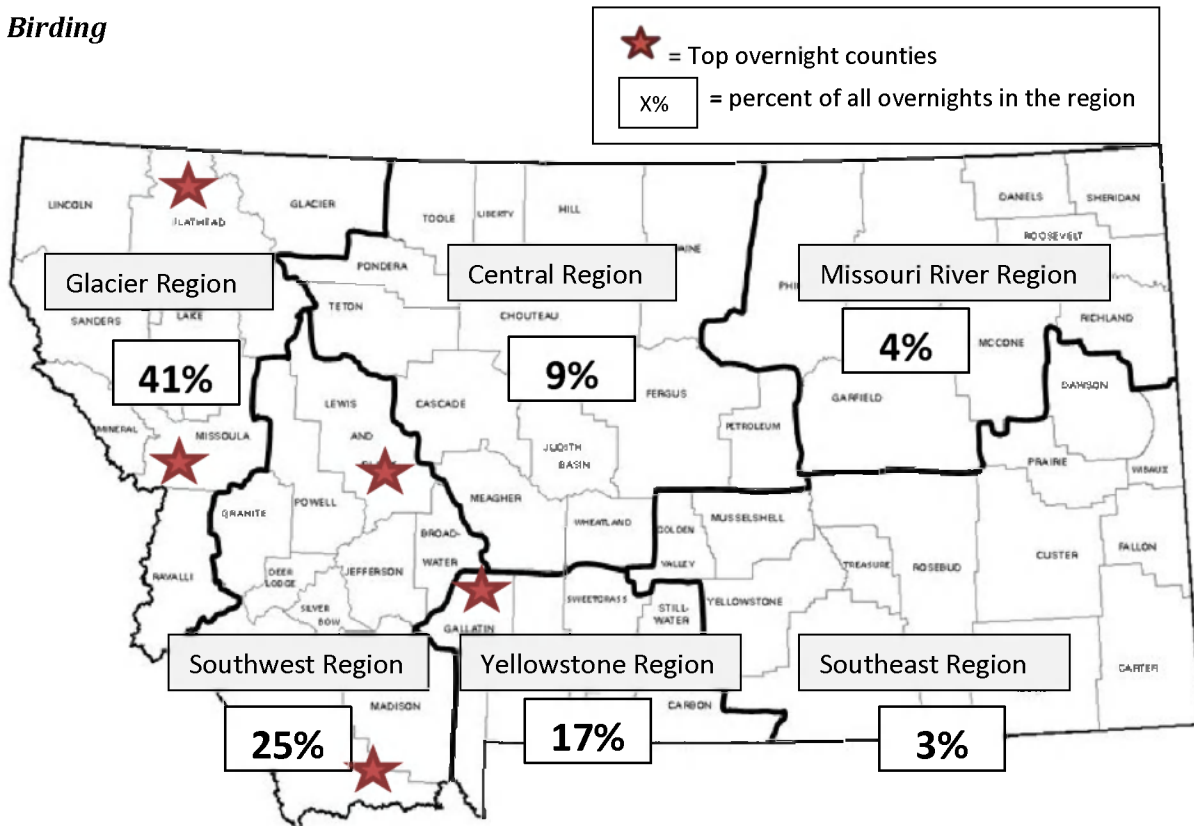 Birding
= Top overnight counties
X% = percent of all overnights in the region
LINCOLN
GLACIER
TOOLE
LIBERTY
HILL
DANIELS
SHERIDAN
ROOSEVELT
PONDERA
Glacier Region
Central Region
Missouri River Region
SANDERS
LAKE
TETON
CHOUTEAU
RICHLAND
MCCONE
41%
9%
4%
DAWSON
LEWIS
AND
CASCADE
FERGUS
GARFIELD
PETROLEUM
MINERAL
MISSOULA
JUDITH
BASIN
PRAIRIE
WIBAUX
MEAGHER
POWELL
GRANITE
WHEATLAND
GOLDEN
VALLEY
MUSSELSHELL
BROAD-
WATER
CUSTER
FALLON
TREASURE
ROSEBUD
RAVALLI
DEER
LODGE
JEFFERSON
SILVER
BOW
SWEETGRASS
STILL-
WATER
YELLOWSTONE
GALLATIN
Southwest Region
Yellowstone Region
Southeast Region
CARTER
MADISON
CARBON
25%
17%
3%